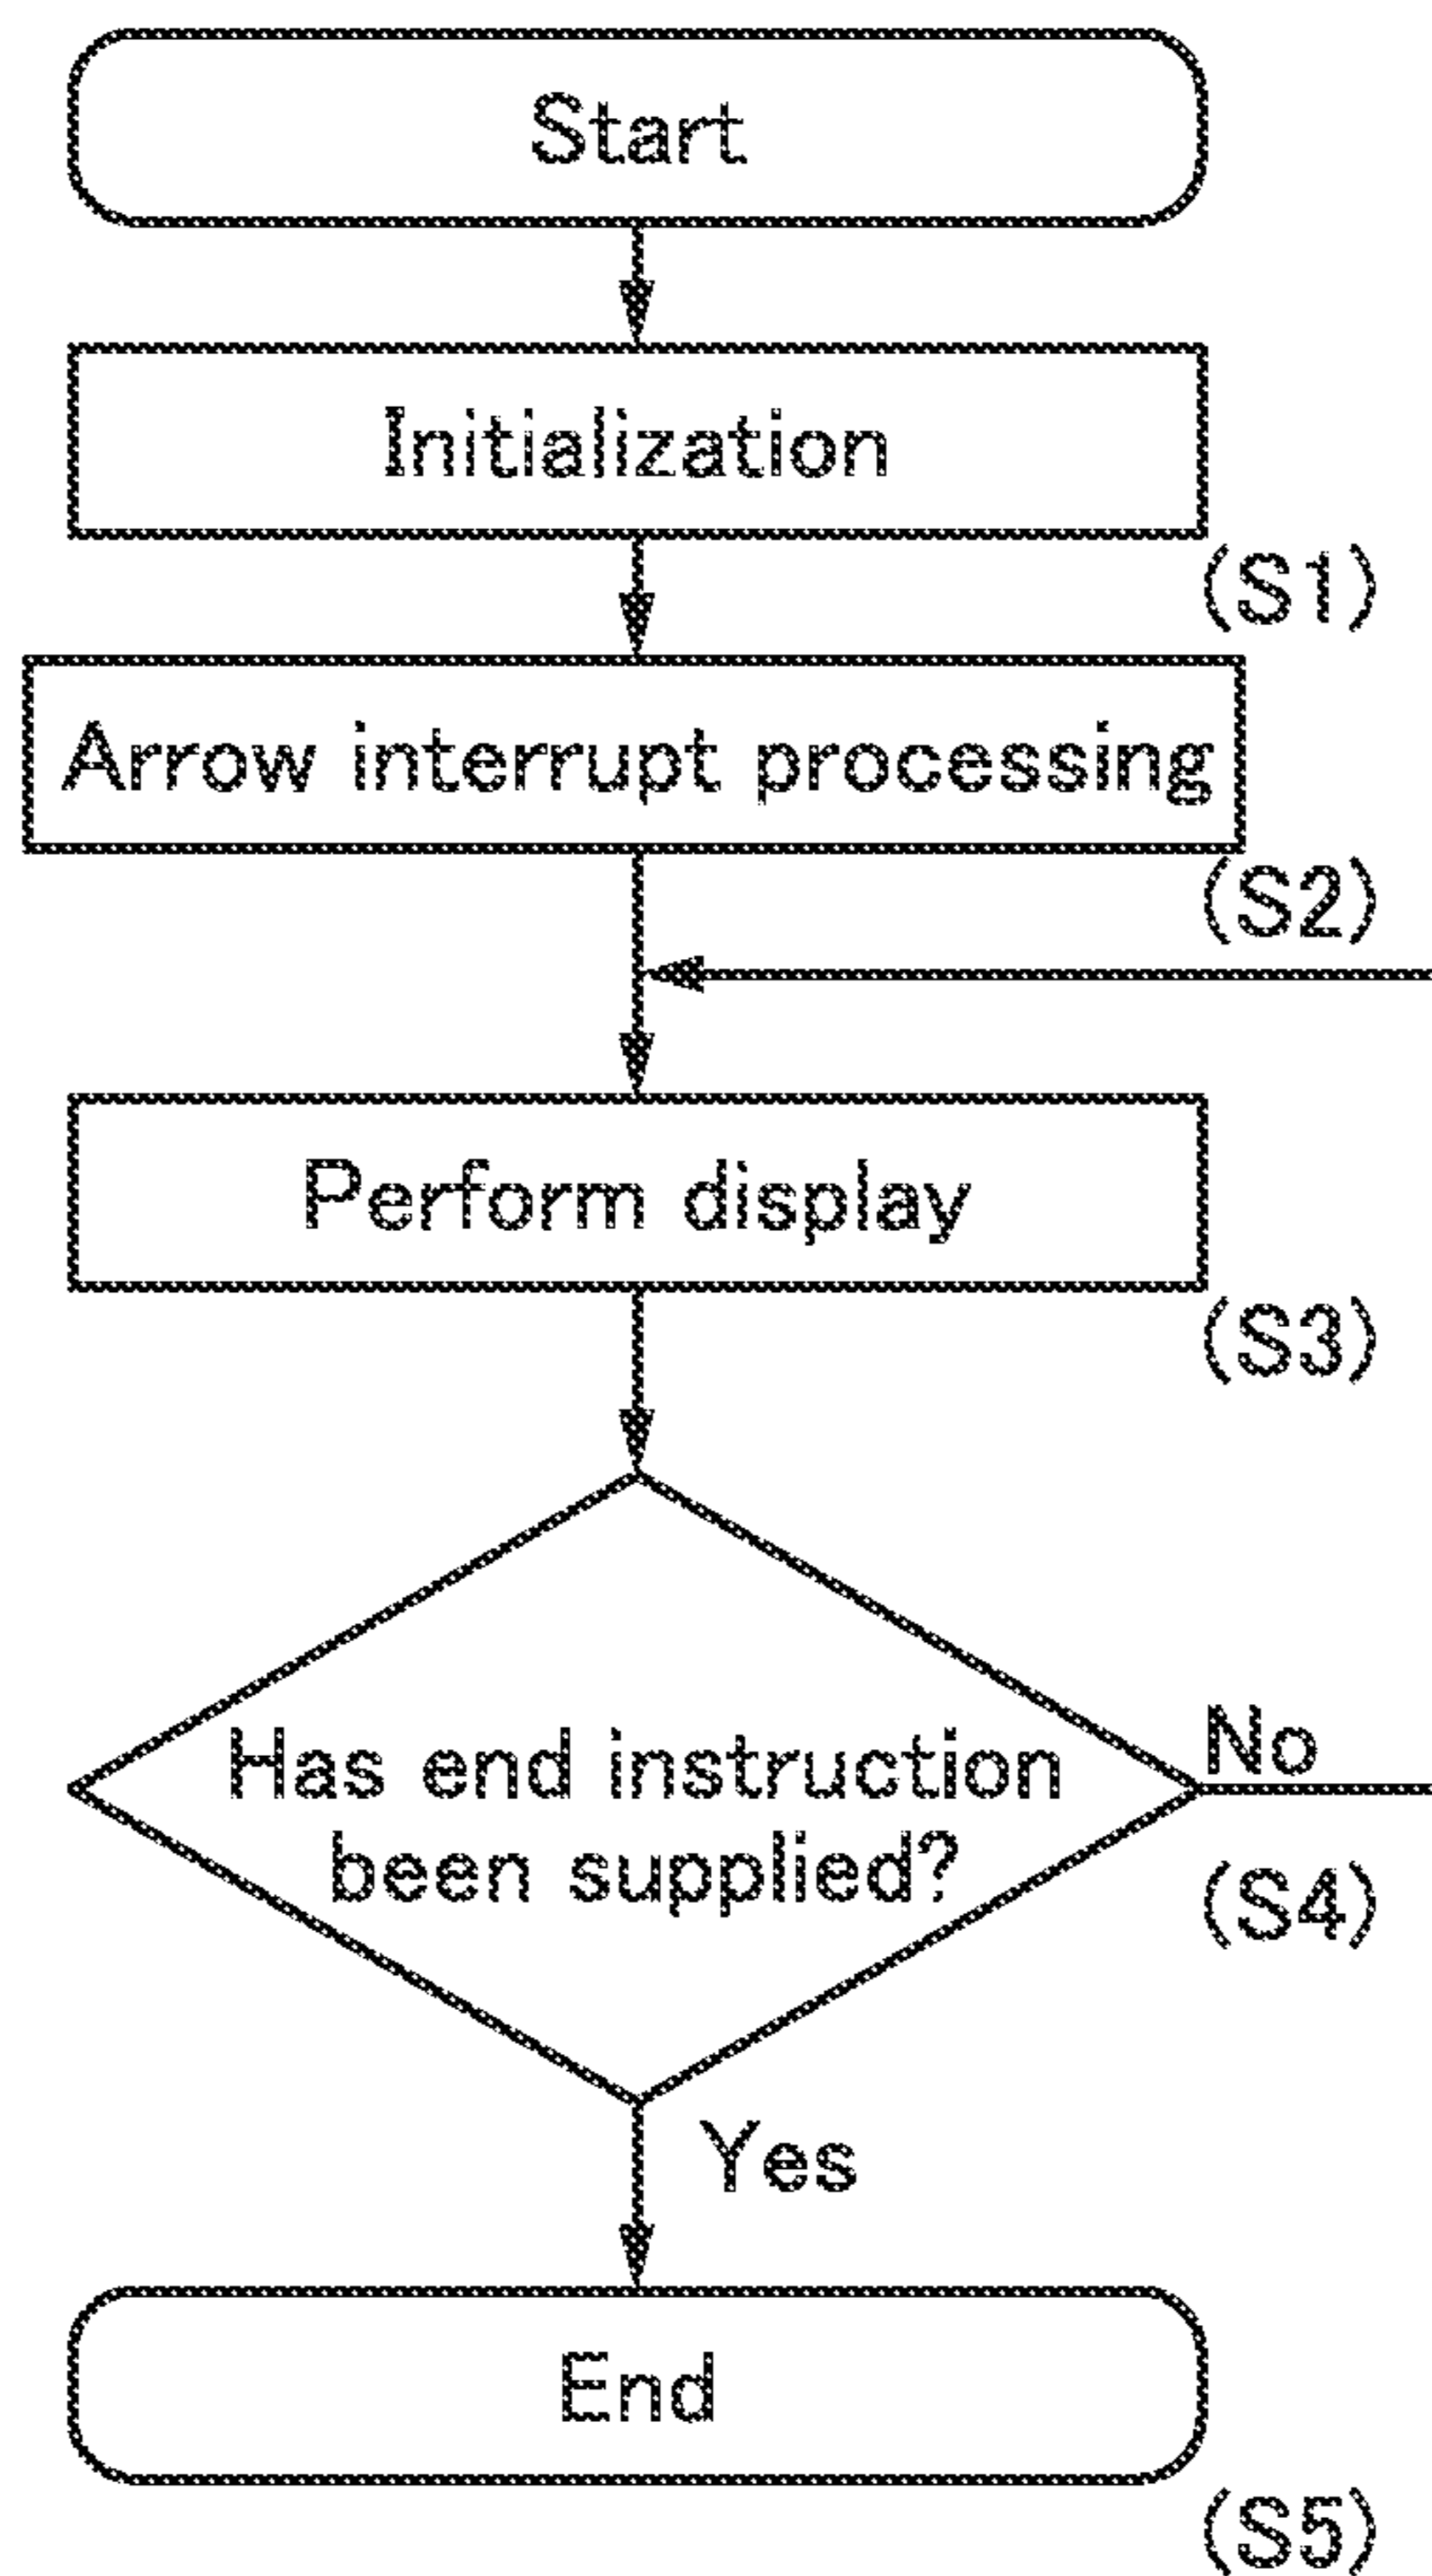 Start
Initialization
(S1)
Arrow interrupt processing
(S2)
Perform display
(S3)
Has end instruction
been supplied?
No
(S4)
Yes
End
(S5)